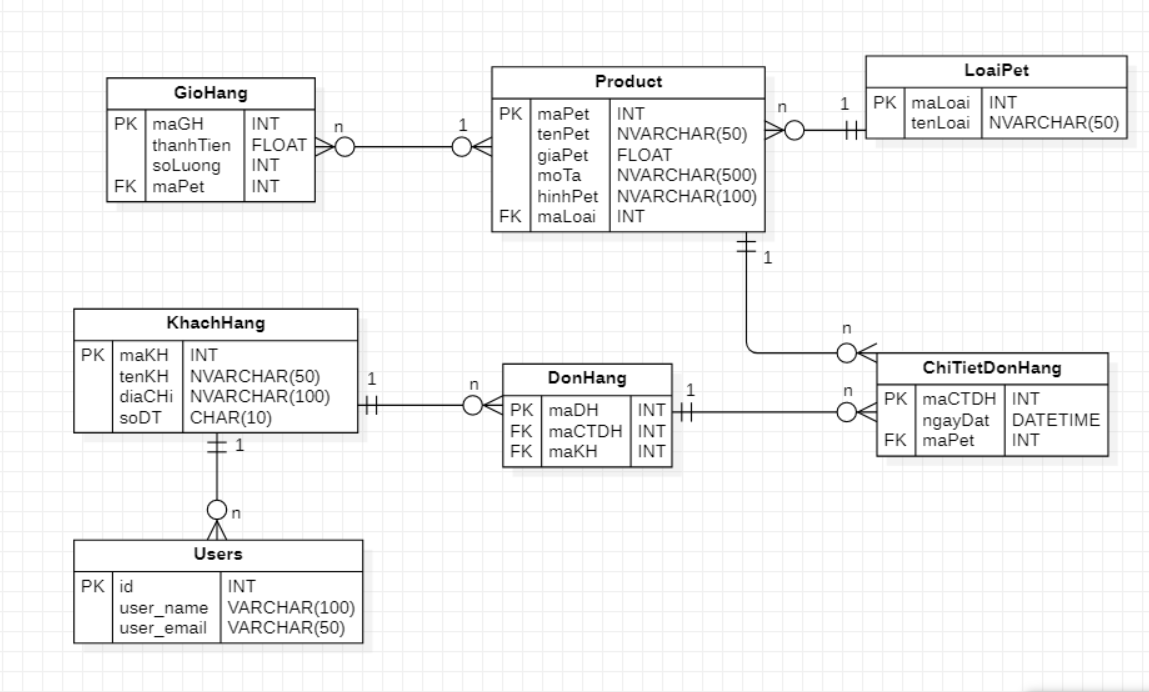 GioHang
PK maGH INT
thanhTien FLOAT
soLuong INT
FK maPet INT
n
1
Product
PK maPet INT
tenPet NVARCHAR(50)
giaPet FLOAT
moTa NVARCHAR(500)
hinhPet NVARCHAR(100)
FK maLoai INT
n
1
LoaiPet
PK maLoai INT
tenLoai NVARCHAR(50)
1
n
KhachHang
PK maKH INT
tenKH NVARCHAR(50)
diaCHi NVARCHAR(100)
soDT CHAR(10)
1
n
DonHang
PK maDH INT
FK maCTDH INT
FK maKH INT
1
n
ChiTietDonHang
PK maCTDH INT
ngayDat DATETIME
FK maPet INT
1
n
Users
PK id INT
user_name VARCHAR(100)
user_email VARCHAR(50)